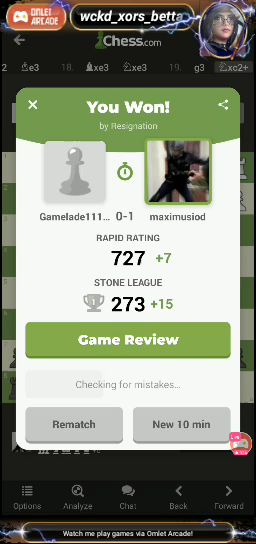 OMLET
ARCADE
wckd_xors_betta
Chess.com
2 ♗e3 18. ♗xe3 ♘xe3 19. g3 ♘xc2+
You Won!
by Resignation
Gamelade111... 0-1 maximusiod
RAPID RATING
727 +7
STONE LEAGUE
273 +15
Game Review
Checking for mistakes...
Rematch
New 10 min
Options
Analyze
Chat
Back
Forward
Watch me play games via Omlet Arcade!